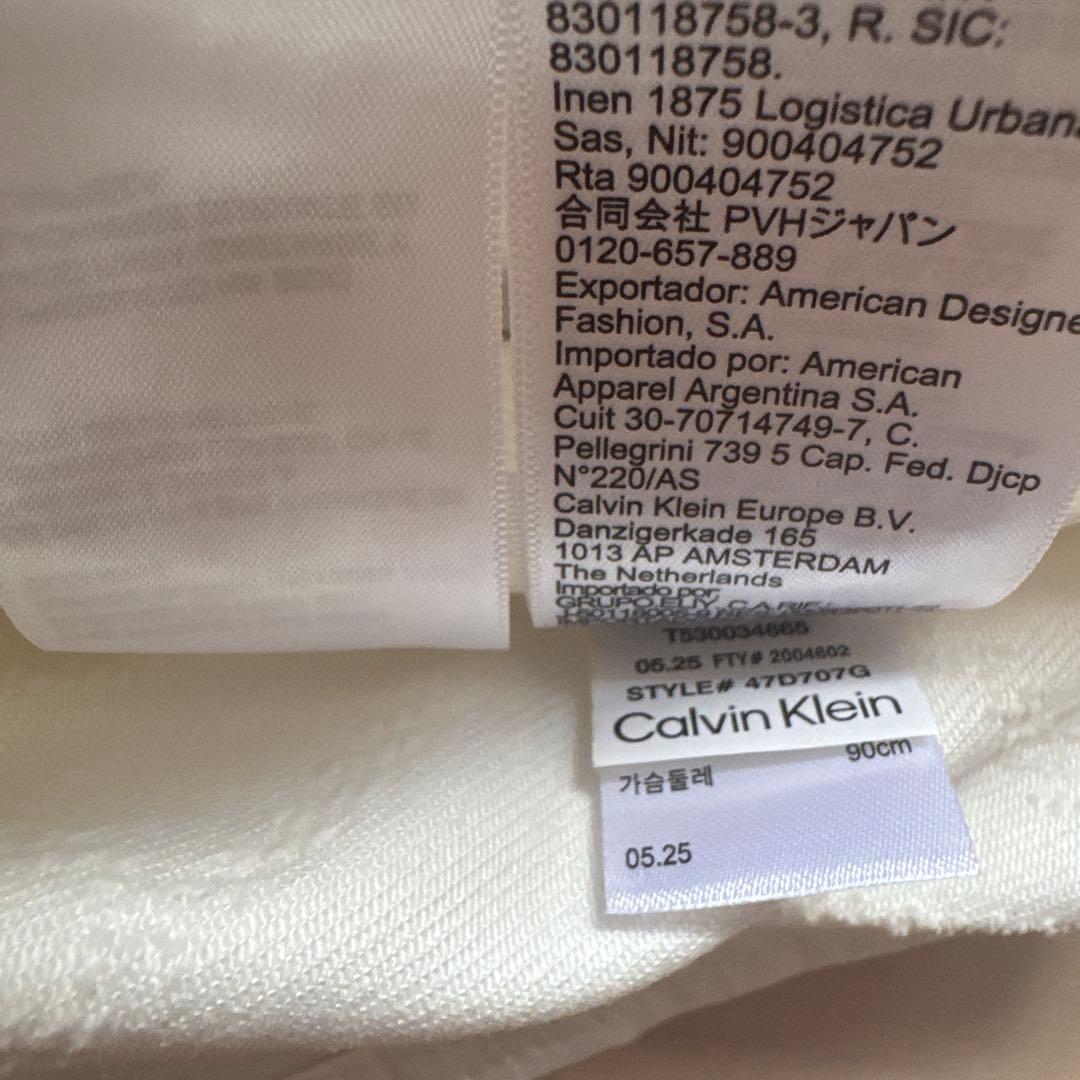 830118758-3, R. SIC:
830118758.
Inen 1875 Logistica
Sas, Nit: 900404752
Rta 900404752
合同会社 PVHジャパン
0120-657-889
Exportador: American
Fashion, S.A.
Importado por: American
Apparel Argentina S.A.
Cuit 30-70714749-7, C.
Pellegrini 739 5 Cap. Fed. Djcp
N°220/AS
Calvin Klein Europe B.V.
Danzigerkade 165
1013 AP AMSTERDAM
The Netherlands
Importado por:
GRUPO
T530034665
05.25 FTY# 2004602
STYLE# 47D707G
Calvin Klein
90cm
가슴둘레
05.25